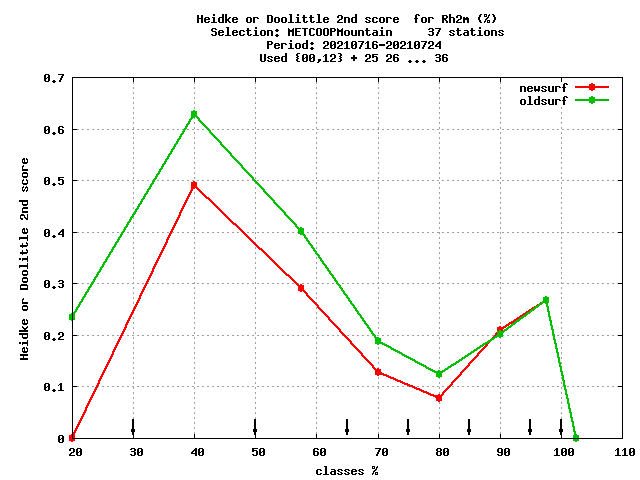 Heidke or Doolittle 2nd score  for Rh2m (%)
Selection: METCOOPMountain     37 stations
Period: 20210716-20210724
Used {00,12} + 25 26 ... 36
newsurf
oldsurf
Heidke or Doolittle 2nd score
0.7
0.6
0.5
0.4
0.3
0.2
0.1
0
20 30 40 50 60 70 80 90 100 110
classes %